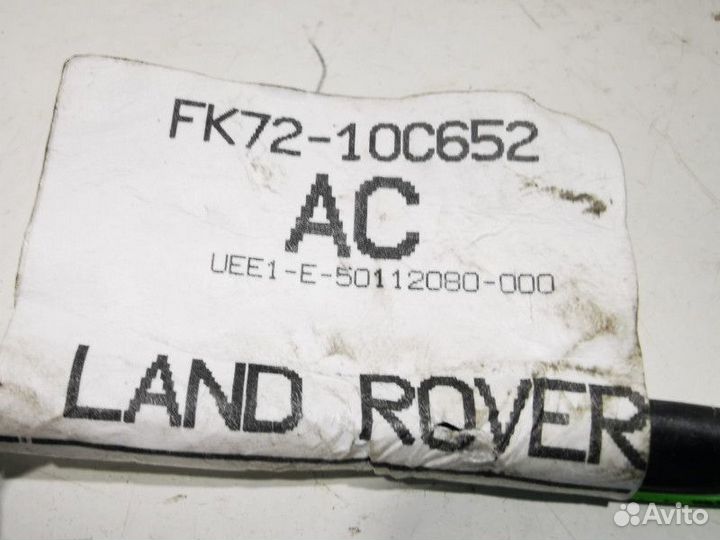 FK72-10C652
AC
UEE1-E-50112080-000
LAND ROVER
Avito